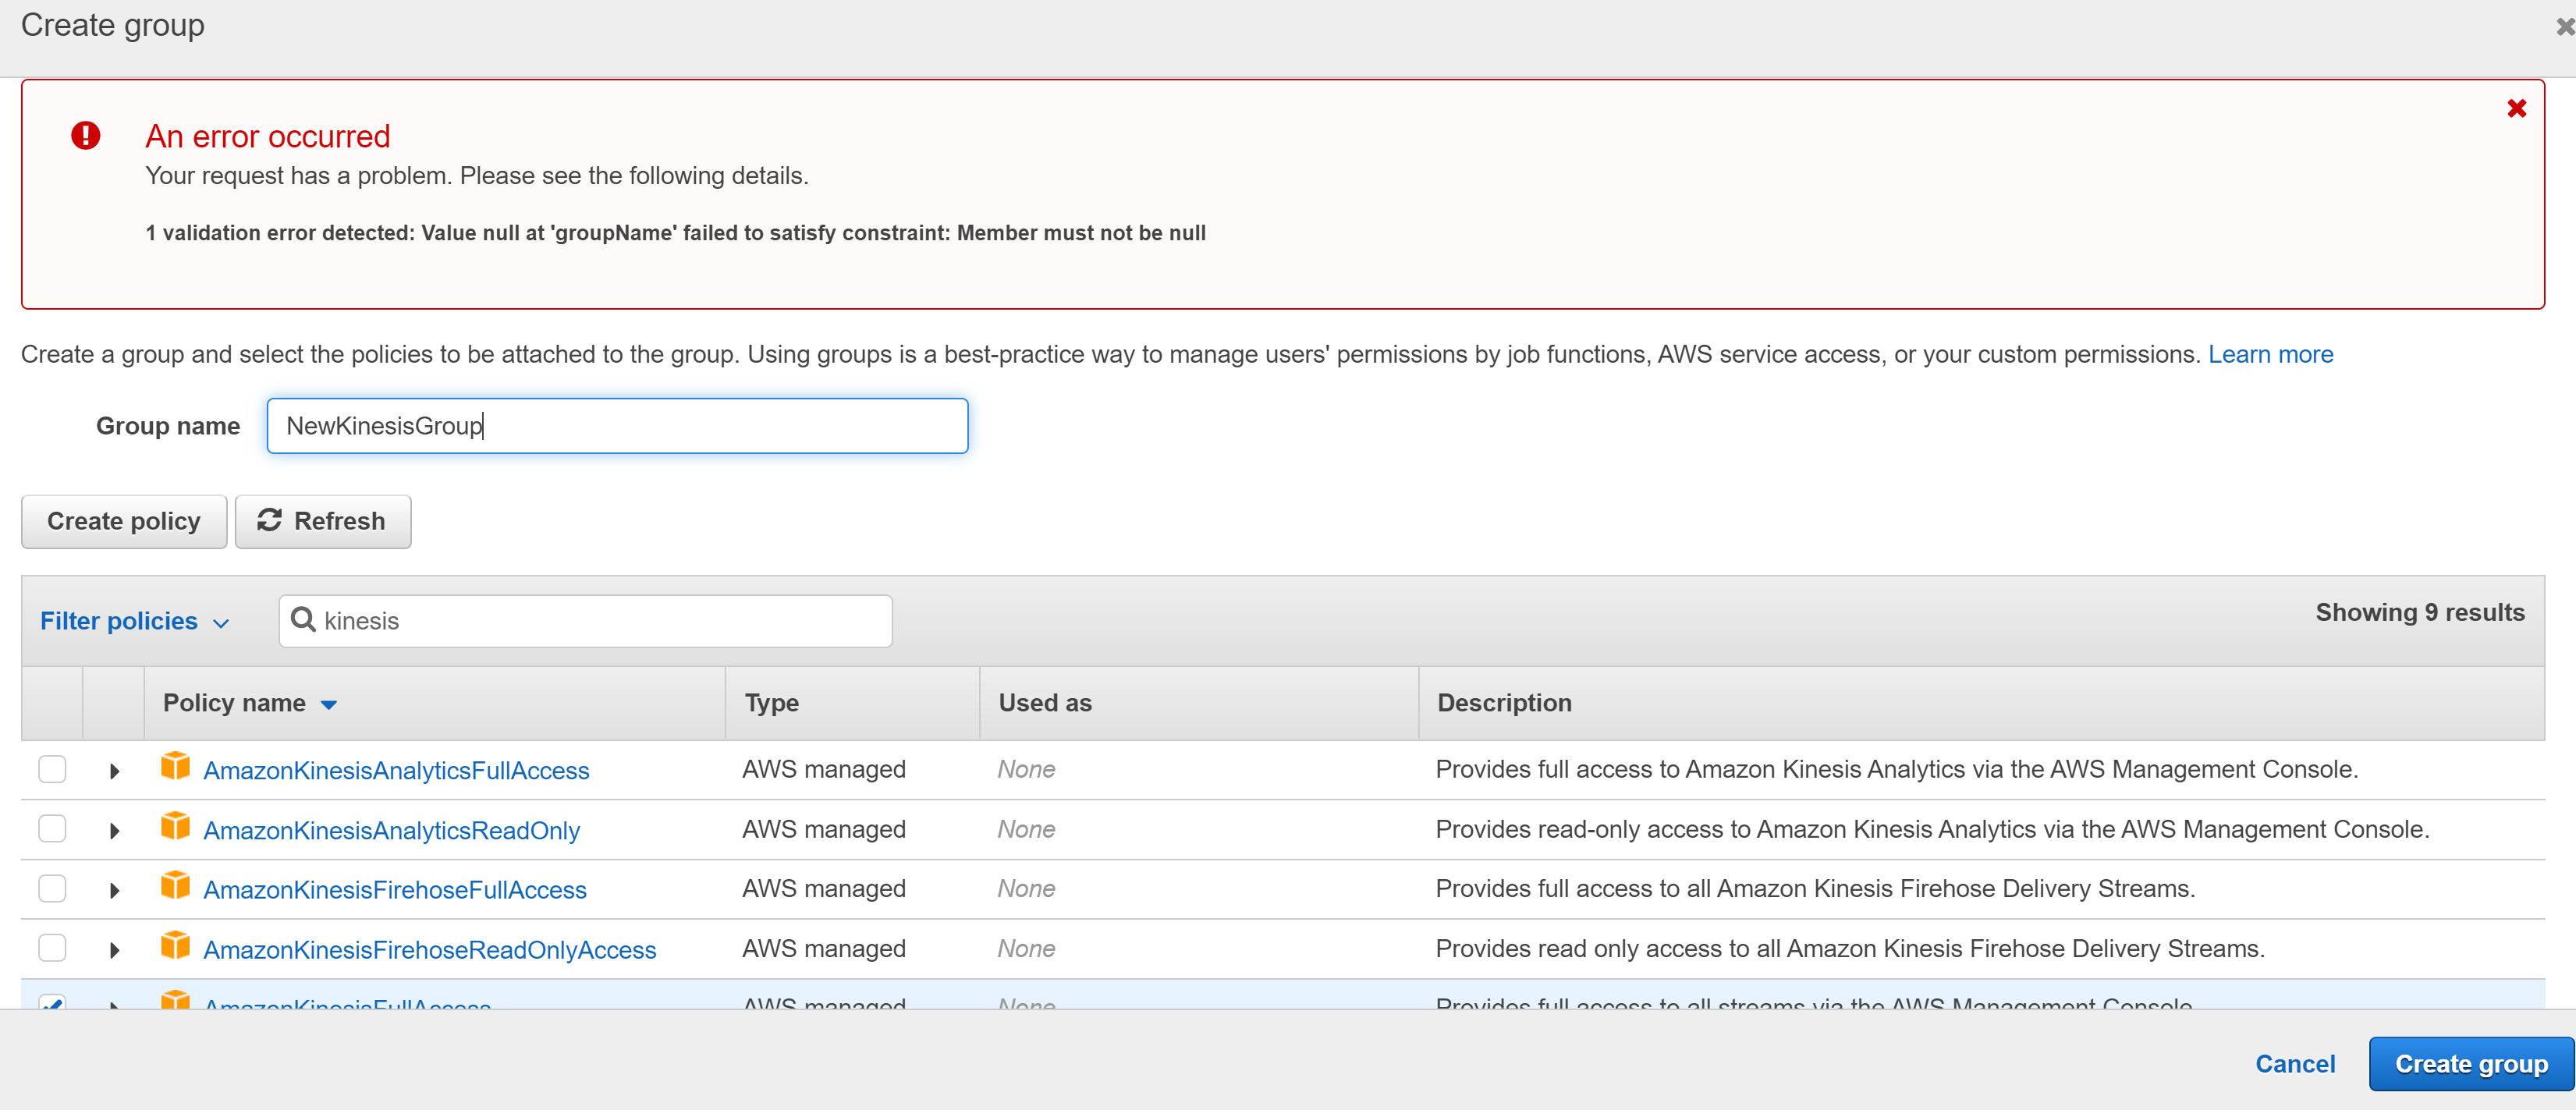 Create group
An error occurred
Your request has a problem. Please see the following details.
1 validation error detected: Value null at 'groupName' failed to satisfy constraint: Member must not be null
Create a group and select the policies to be attached to the group. Using groups is a best-practice way to manage users' permissions by job functions, AWS service access, or your custom permissions. Learn more
Group name NewKinesisGroup
Create policy Refresh
Filter policies kinesis Showing 9 results
Policy name Type Used as Description
AmazonKinesisAnalyticsFullAccess AWS managed None Provides full access to Amazon Kinesis Analytics via the AWS Management Console.
AmazonKinesisAnalyticsReadOnly AWS managed None Provides read-only access to Amazon Kinesis Analytics via the AWS Management Console.
AmazonKinesisFirehoseFullAccess AWS managed None Provides full access to all Amazon Kinesis Firehose Delivery Streams.
AmazonKinesisFirehoseReadOnlyAccess AWS managed None Provides read only access to all Amazon Kinesis Firehose Delivery Streams.
AmazonKinesisFullAccess AWS managed None Provides full access to all streams via the AWS Management Console.
Cancel Create group